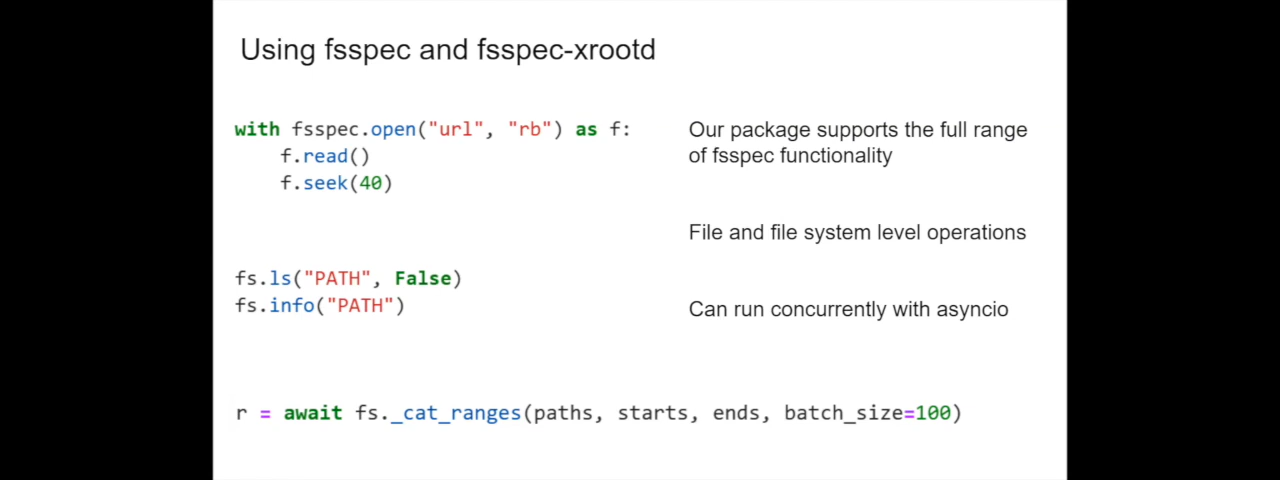 Using fsspec and fsspec-xrootd
with fsspec.open("url", "rb") as f:
    f.read()
    f.seek(40)
Our package supports the full range
of fsspec functionality
File and file system level operations
fs.ls("PATH", False)
fs.info("PATH")
Can run concurrently with asyncio
r = await fs._cat_ranges(paths, starts, ends, batch_size=100)